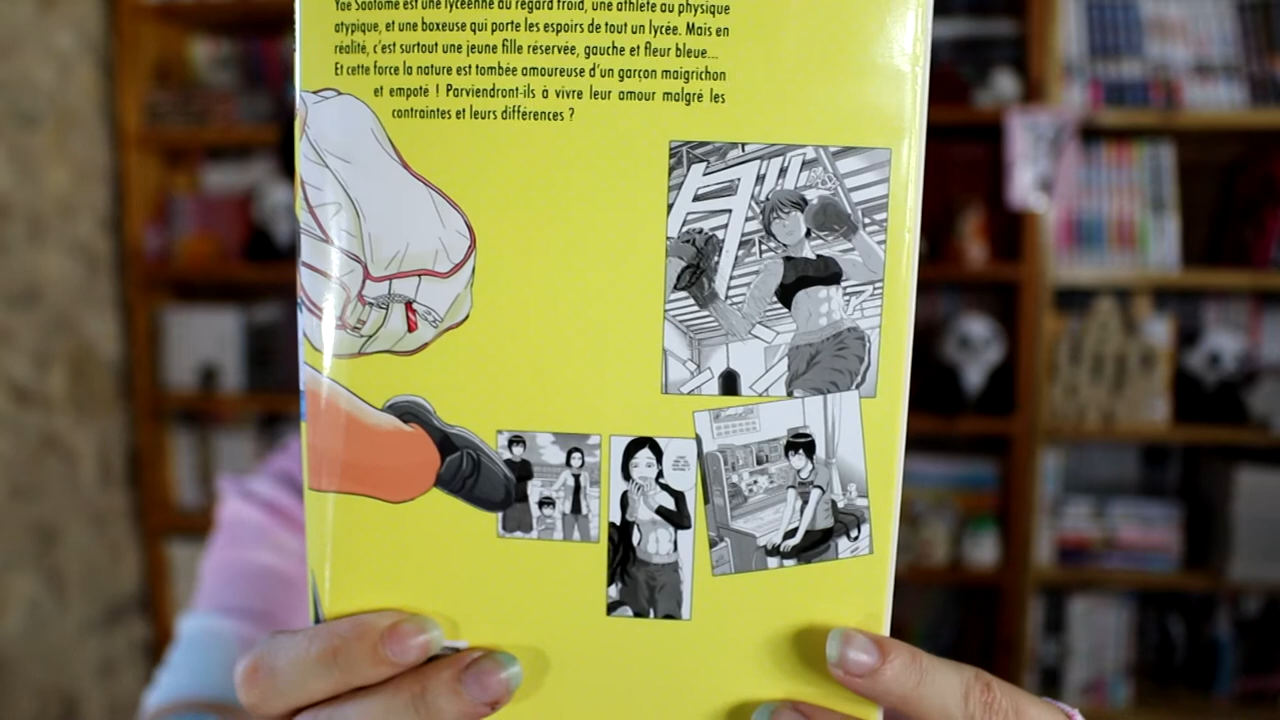 Yae Saotome est une lycéenne au regard froid, une athlète au physique
atypique, et une boxeuse qui porte les espoirs de tout un lycée. Mais en
réalité, c'est surtout une jeune fille réservée, gauche et fleur bleue...
Et cette force la nature est tombée amoureuse d'un garçon maigrichon
et empoté ! Parviendront-ils à vivre leur amour malgré les
contraintes et leurs différences ?